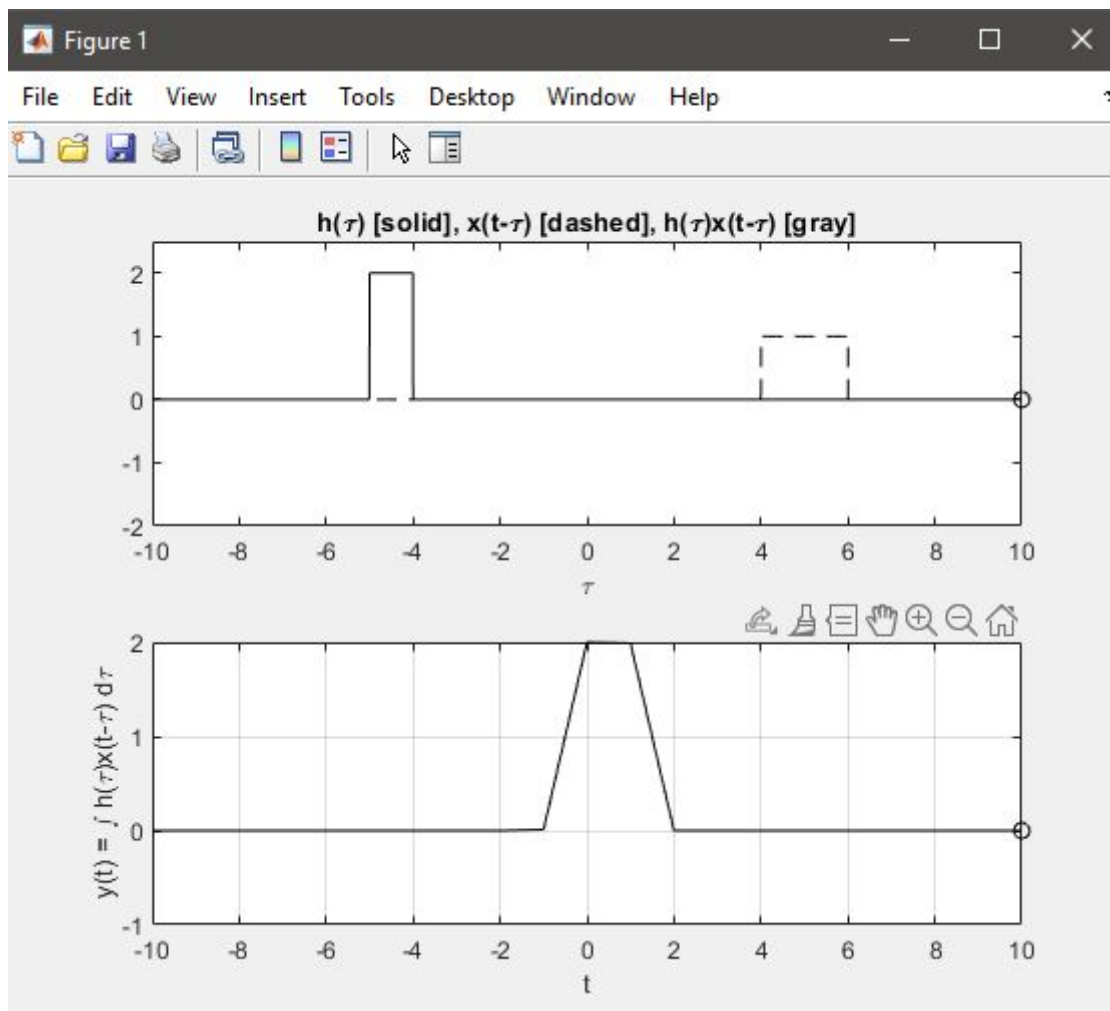 Figure 1
File Edit View Insert Tools Desktop Window Help
h(τ) [solid], x(t-τ) [dashed], h(τ)x(t-τ) [gray]
2
1
0
-1
-2
-10 -8 -6 -4 -2 0 2 4 6 8 10
τ
y(t) = ∫ h(τ)x(t-τ) dτ
2
1
0
-1
-10 -8 -6 -4 -2 0 2 4 6 8 10
t